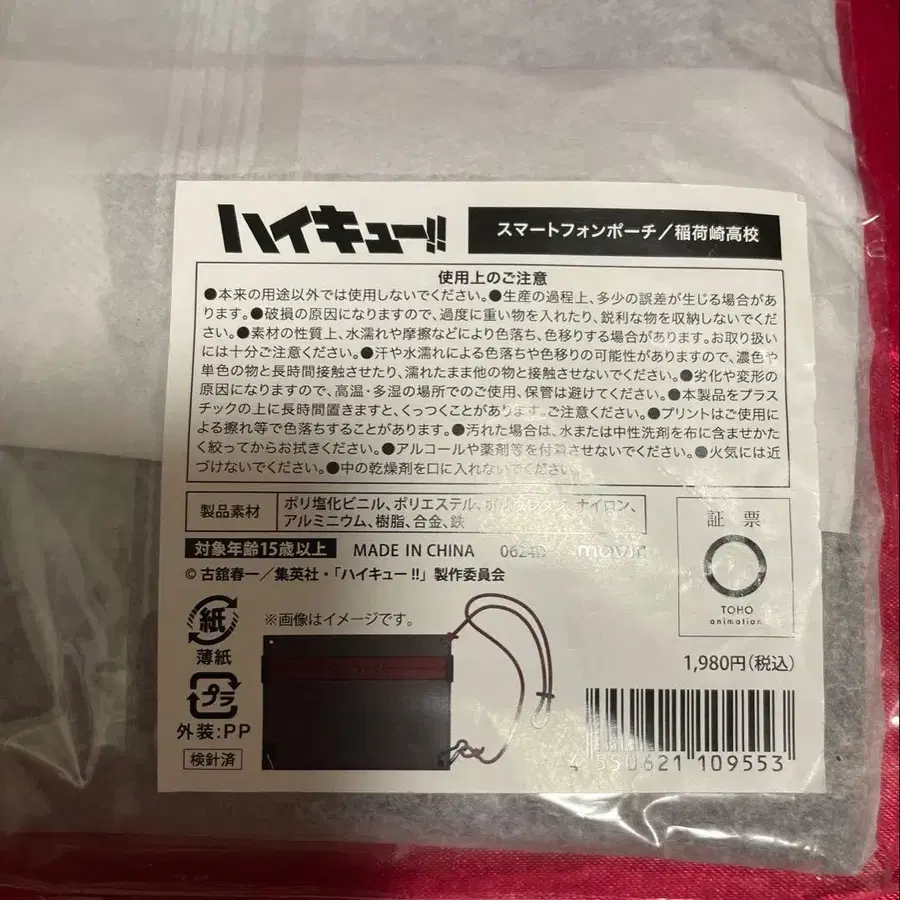 ハイキュー!!
スマートフォンポーチ/稲荷崎高校
使用上のご注意
●本来の用途以外では使用しないでください。●生産の過程上、多少の誤差が生じる場合があ
ります。●破損の原因になりますので、過度に重い物を入れたり、鋭利な物を収納しないでくだ
さい。●素材の性質上、水濡れや摩擦などにより色落ち、色移りする場合があります。お取り扱い
には十分ご注意ください。●汗や水濡れによる色落ちや色移りの可能性がありますので、濃色や
単色の物と長時間接触させたり、濡れたまま他の物と接触させないでください。●劣化や変形の
原因になりますので、高温・多湿の場所でのご使用、保管は避けてください。●本製品をプラス
チックの上に長時間置きますと、くっつくことがあります。ご注意ください。●プリントはご使用に
よる擦れ等で色落ちすることがあります。●汚れた場合は、水または中性洗剤を布に含ませかた
く絞ってからお拭きください。●アルコールや薬剤等を付着させないでください。●火気には近
づけないでください。●中の乾燥剤を口に入れないでください。
製品素材
ポリ塩化ビニル、ポリエステル、ナイロン、
アルミニウム、樹脂、合金、鉄
対象年齢15歳以上 MADE IN CHINA 0624D movic
© 古舘春一/集英社・「ハイキュー!!」製作委員会
証票
TOHO
animation
紙
薄紙
プラ
外装:PP
検針済
※画像はイメージです。
1,980円(税込)
4 550621 109553